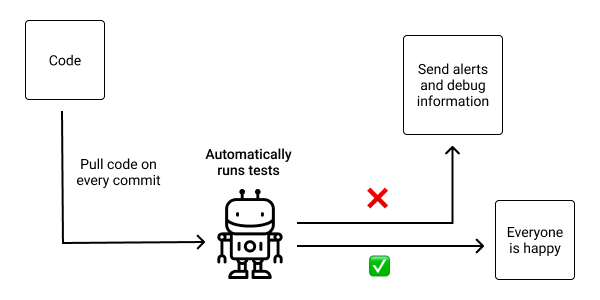 Code
Pull code on
every commit
Automatically
runs tests
Send alerts
and debug
information
Everyone
is happy